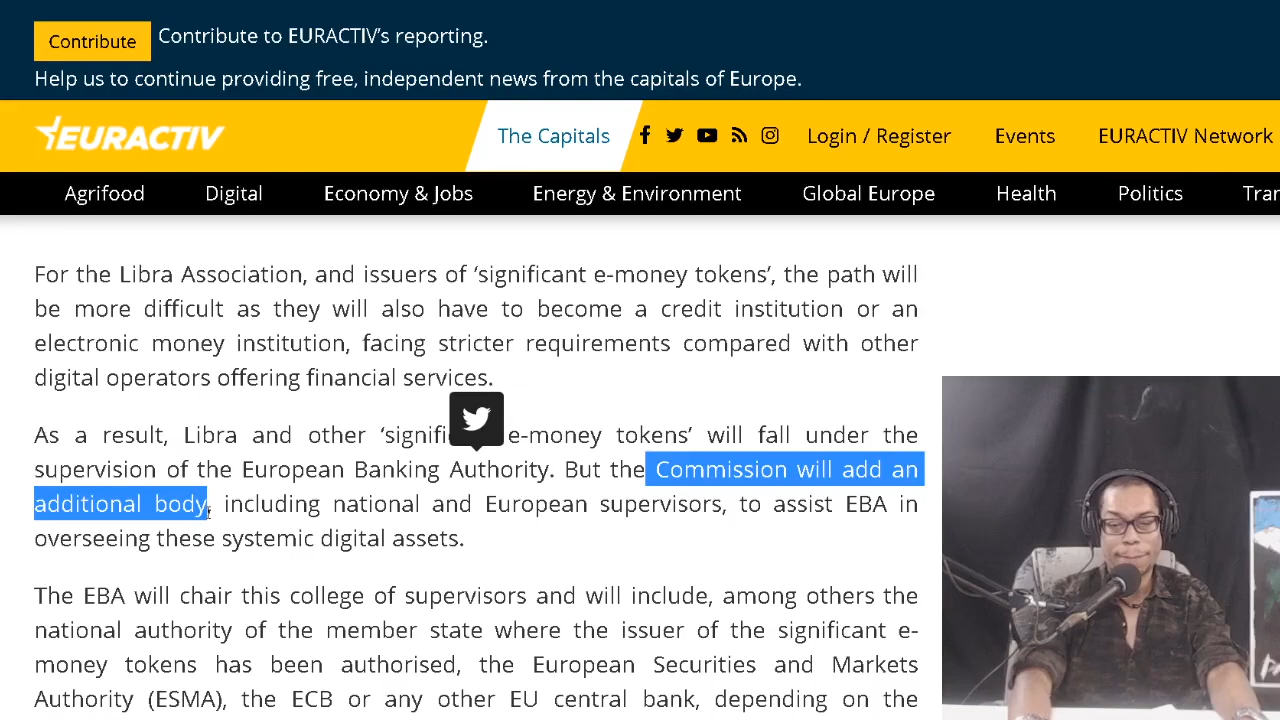 Contribute Contribute to EURACTIV's reporting.
Help us to continue providing free, independent news from the capitals of Europe.
EURACTIV The Capitals Login / Register Events EURACTIV Network
Agrifood Digital Economy & Jobs Energy & Environment Global Europe Health Politics
For the Libra Association, and issuers of ‘significant e-money tokens’, the path will
be more difficult as they will also have to become a credit institution or an
electronic money institution, facing stricter requirements compared with other
digital operators offering financial services.
As a result, Libra and other e-money tokens’ will fall under the
supervision of the European Banking Authority. But the Commission will add an
additional body, including national and European supervisors, to assist EBA in
overseeing these systemic digital assets.
The EBA will chair this college of supervisors and will include, among others the
national authority of the member state where the issuer of the significant e-
money tokens has been authorised, the European Securities and Markets
Authority (ESMA), the ECB or any other EU central bank, depending on the